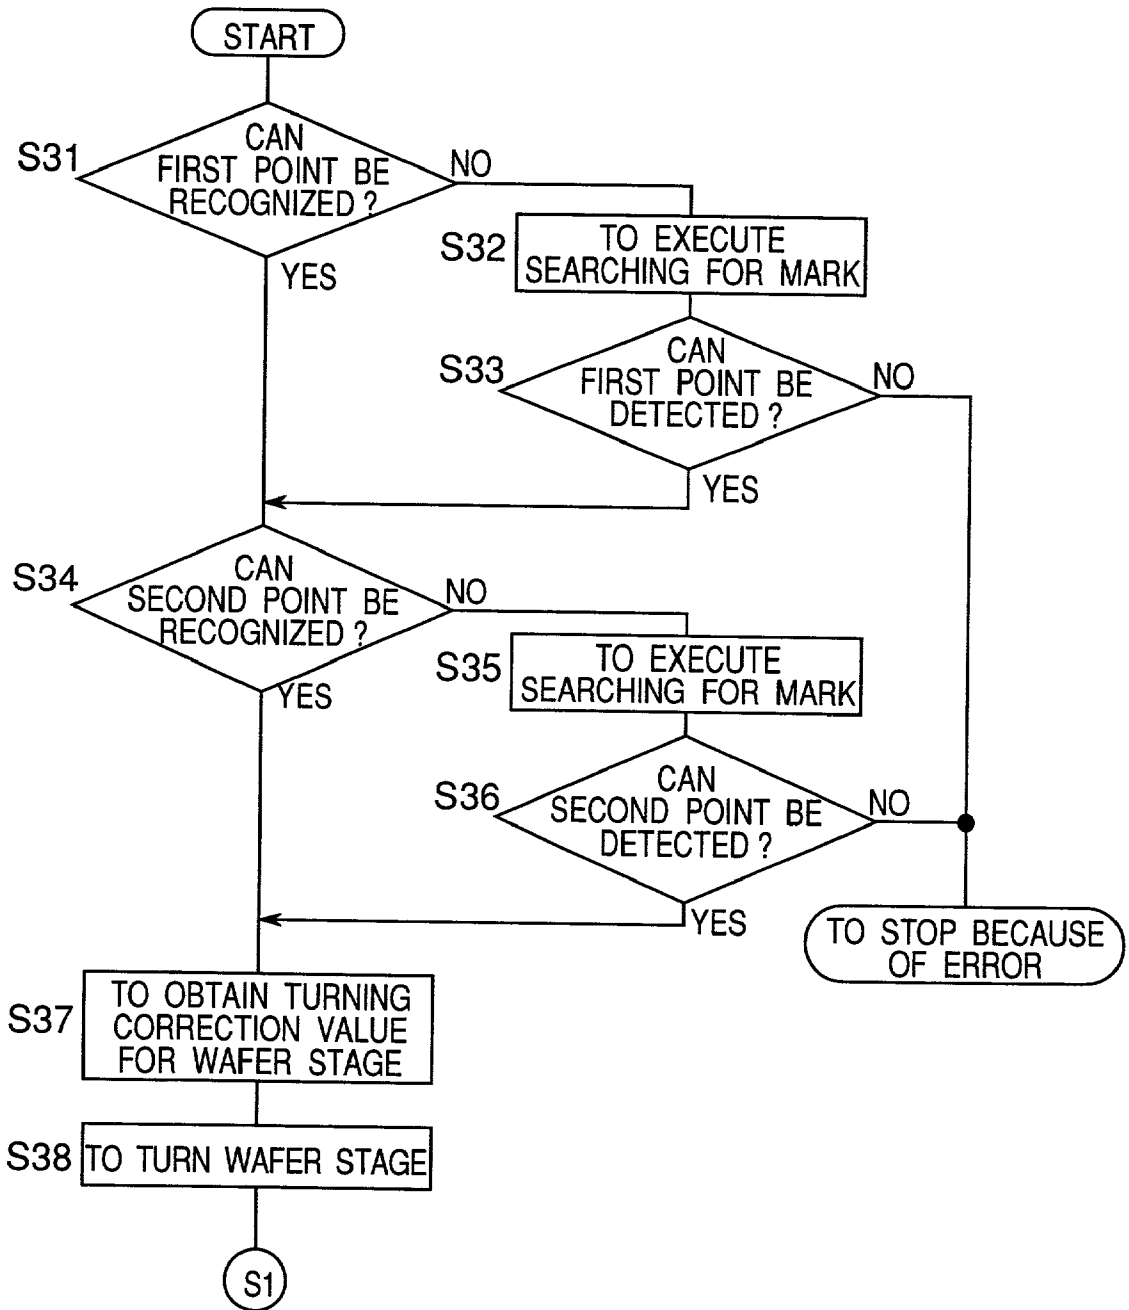 START
S31
CAN
FIRST POINT BE
RECOGNIZED ?
NO
YES
S32
TO EXECUTE
SEARCHING FOR MARK
S33
CAN
FIRST POINT BE
DETECTED ?
NO
YES
S34
CAN
SECOND POINT BE
RECOGNIZED ?
NO
YES
S35
TO EXECUTE
SEARCHING FOR MARK
S36
CAN
SECOND POINT BE
DETECTED ?
NO
YES
TO STOP BECAUSE
OF ERROR
S37
TO OBTAIN TURNING
CORRECTION VALUE
FOR WAFER STAGE
S38
TO TURN WAFER STAGE
S1